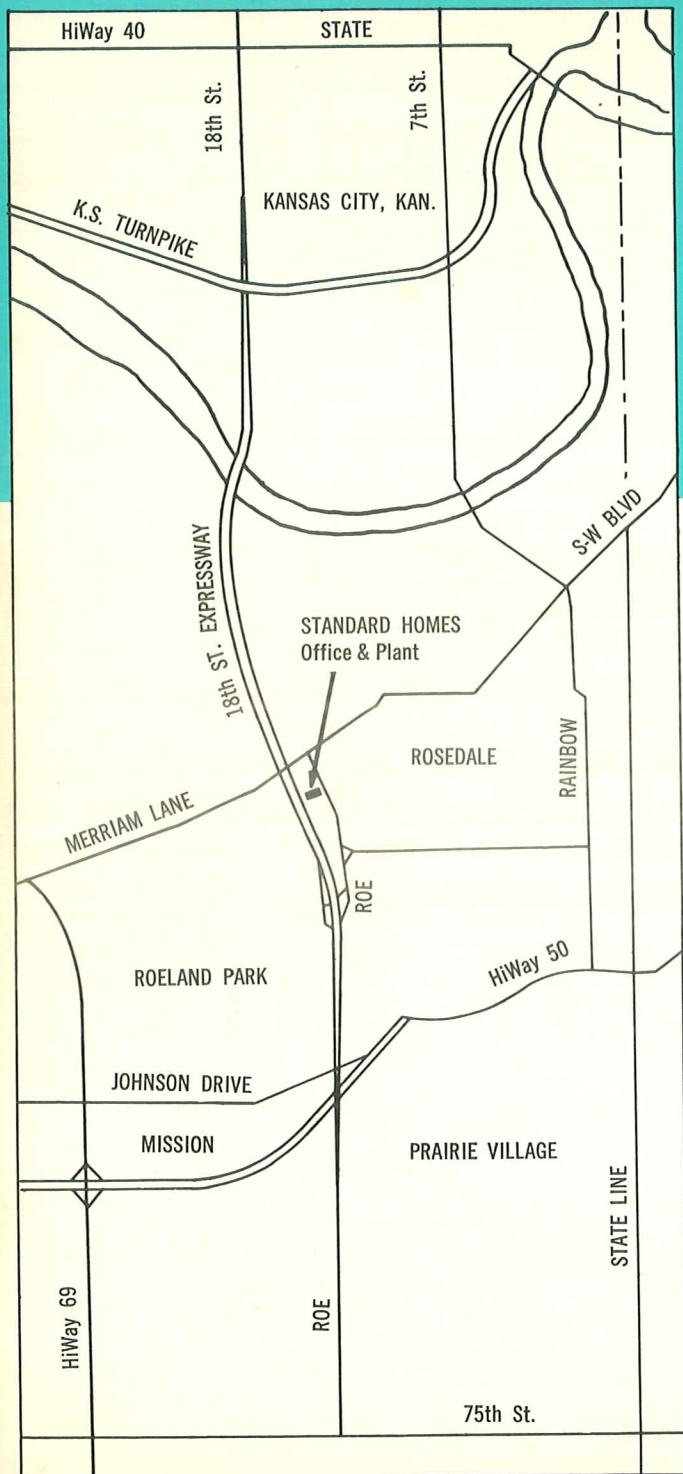 HiWay 40
STATE
18th St.
7th St.
KANSAS CITY, KAN.
K.S. TURNPIKE
S-W BLVD
18th ST. EXPRESSWAY
STANDARD HOMES
Office & Plant
ROSEDALE
RAINBOW
MERRIAM LANE
ROE
HiWay 50
ROELAND PARK
JOHNSON DRIVE
MISSION
PRAIRIE VILLAGE
STATE LINE
HiWay 69
ROE
75th St.